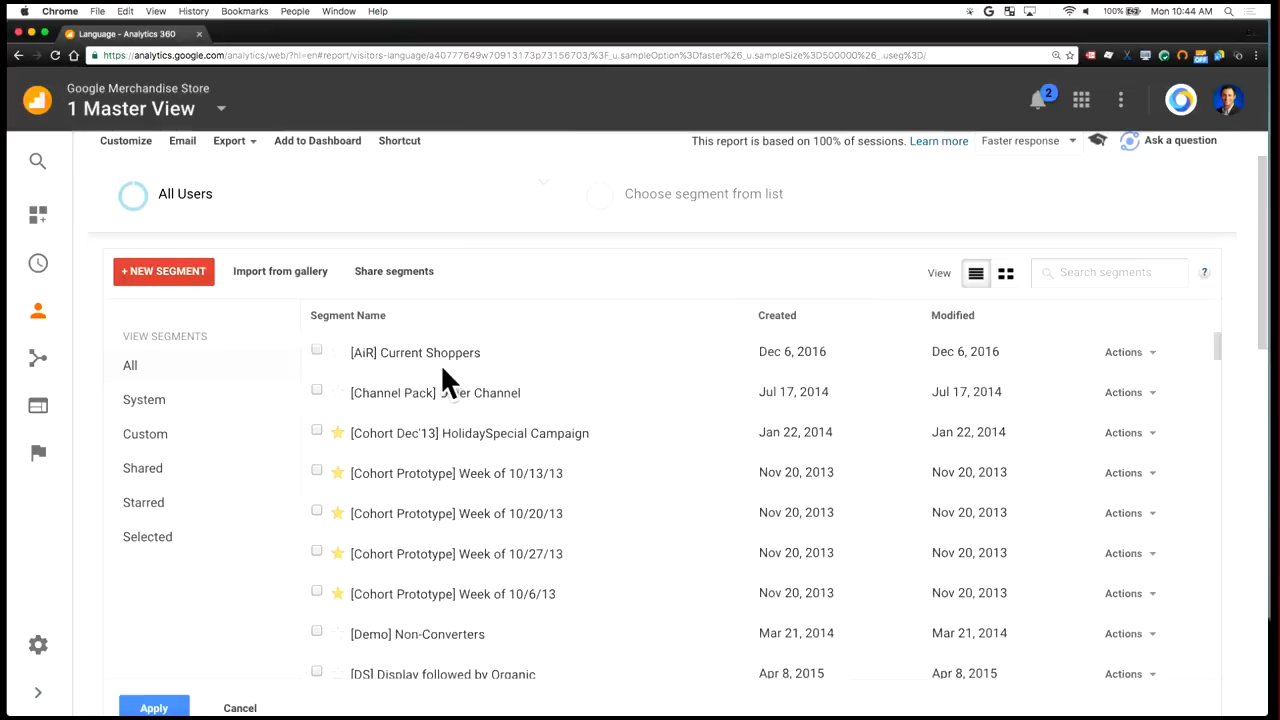 Chrome File Edit View History Bookmarks People Window Help 100% Mon 10:44 AM
Language - Analytics 360
https://analytics.google.com/analytics/web/?hl=en#report/visitors-language/a40777649w70913173p73156703/%3F_u.sampleOption%3Dfaster%26_u.sampleSize%3D500000%26_.useg%3D/
Google Merchandise Store
1 Master View
2
Customize Email Export Add to Dashboard Shortcut This report is based on 100% of sessions. Learn more Faster response Ask a question
All Users Choose segment from list
+ NEW SEGMENT Import from gallery Share segments View Search segments ?
Segment Name Created Modified
VIEW SEGMENTS
All
System
Custom
Shared
Starred
Selected
[AiR] Current Shoppers Dec 6, 2016 Dec 6, 2016 Actions
[Channel Pack] Channel Jul 17, 2014 Jul 17, 2014 Actions
[Cohort Dec'13] HolidaySpecial Campaign Jan 22, 2014 Jan 22, 2014 Actions
[Cohort Prototype] Week of 10/13/13 Nov 20, 2013 Nov 20, 2013 Actions
[Cohort Prototype] Week of 10/20/13 Nov 20, 2013 Nov 20, 2013 Actions
[Cohort Prototype] Week of 10/27/13 Nov 20, 2013 Nov 20, 2013 Actions
[Cohort Prototype] Week of 10/6/13 Nov 20, 2013 Nov 20, 2013 Actions
[Demo] Non-Converters Mar 21, 2014 Mar 21, 2014 Actions
[DS] Display followed by Organic Apr 8, 2015 Apr 8, 2015 Actions
Apply Cancel